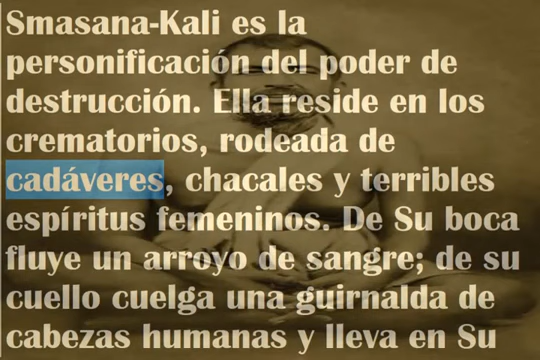 Smasana-Kali es la
personificación del poder de
destrucción. Ella reside en los
crematorios, rodeada de
cadáveres, chacales y terribles
espíritus femeninos. De Su boca
fluye un arroyo de sangre; de su
cuello cuelga una guirnalda de
cabezas humanas y lleva en Su